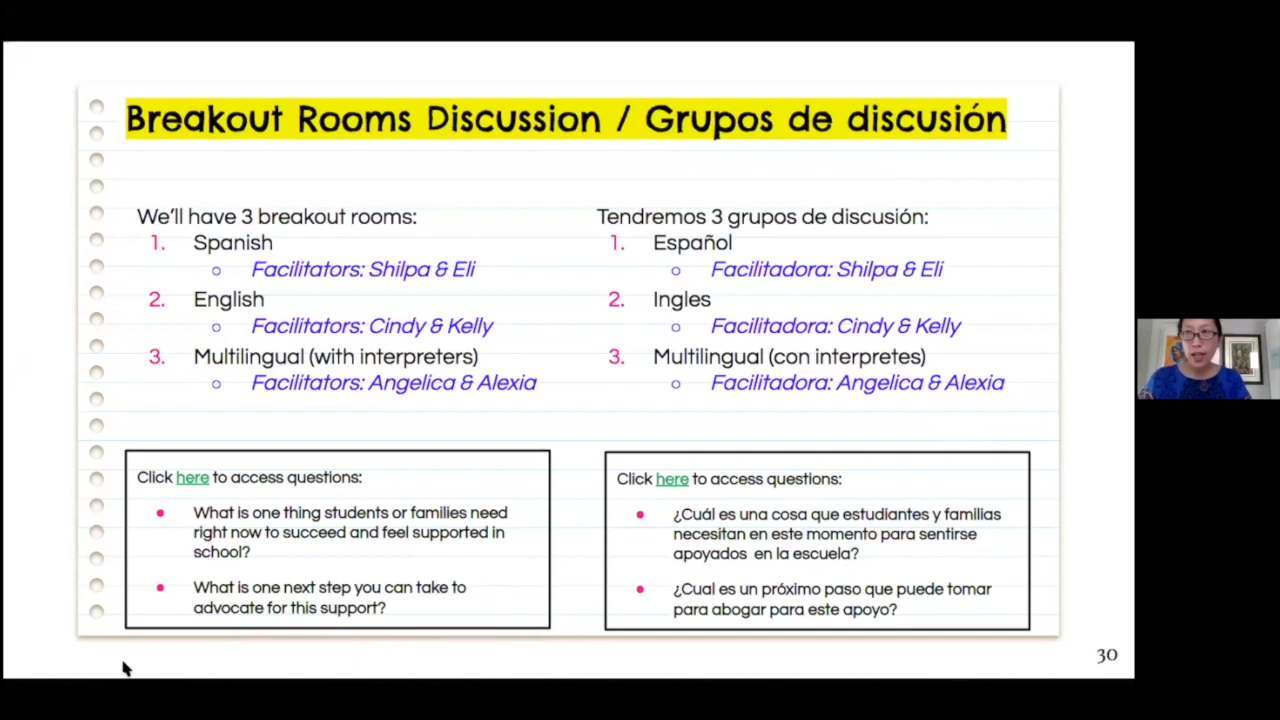 Breakout Rooms Discussion / Grupos de discusión
We'll have 3 breakout rooms:
1. Spanish
○ Facilitators: Shilpa & Eli
2. English
○ Facilitators: Cindy & Kelly
3. Multilingual (with interpreters)
○ Facilitators: Angelica & Alexia
Tendremos 3 grupos de discusión:
1. Español
○ Facilitadora: Shilpa & Eli
2. Ingles
○ Facilitadora: Cindy & Kelly
3. Multilingual (con interpretes)
○ Facilitadora: Angelica & Alexia
Click here to access questions:
● What is one thing students or families need
right now to succeed and feel supported in
school?
● What is one next step you can take to
advocate for this support?
Click here to access questions:
● ¿Cuál es una cosa que estudiantes y familias
necesitan en este momento para sentirse
apoyados en la escuela?
● ¿Cual es un próximo paso que puede tomar
para abogar para este apoyo?
30